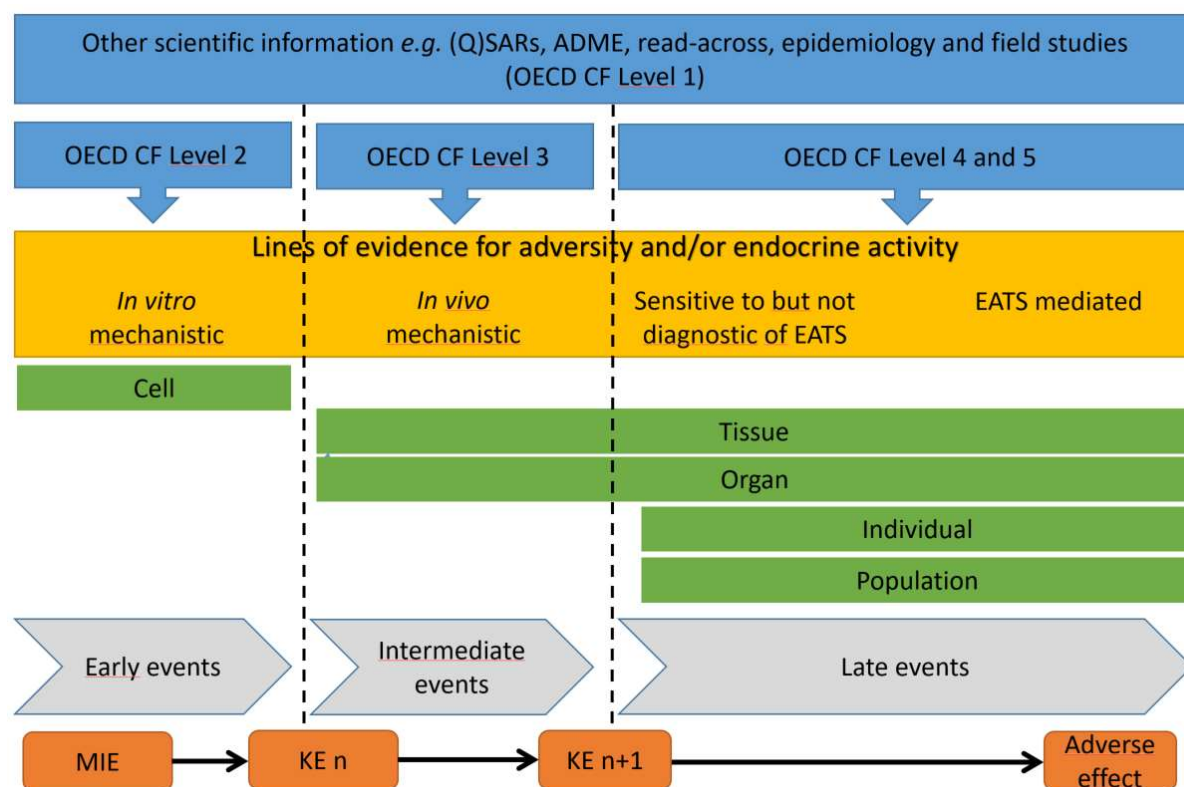 Other scientific information e.g. (Q)SARs, ADME, read-across, epidemiology and field studies
(OECD CF Level 1)
OECD CF Level 2
OECD CF Level 3
OECD CF Level 4 and 5
Lines of evidence for adversity and/or endocrine activity
In vitro
mechanistic
In vivo
mechanistic
Sensitive to but not
diagnostic of EATS
EATS mediated
Cell
Tissue
Organ
Individual
Population
Early events
Intermediate
events
Late events
MIE
KE n
KE n+1
Adverse
effect